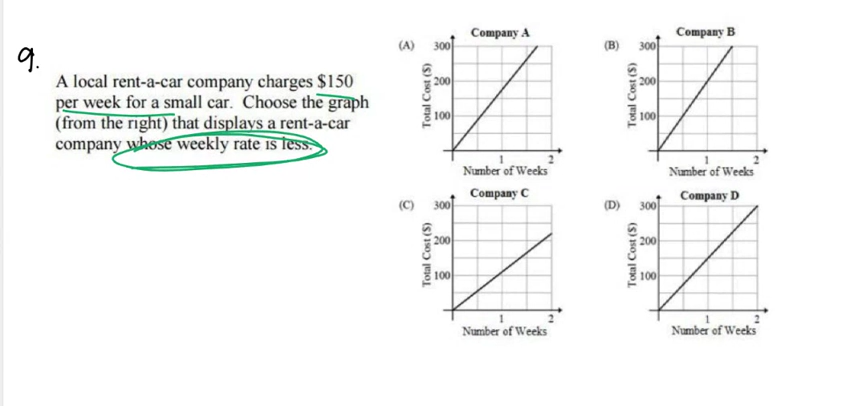 9.
A local rent-a-car company charges $150
per week for a small car. Choose the graph
(from the right) that displays a rent-a-car
company whose weekly rate is less.
(A)
Company A
Total Cost ($)
300
200
100
1 2
Number of Weeks
(B)
Company B
Total Cost ($)
300
200
100
1 2
Number of Weeks
(C)
Company C
Total Cost ($)
300
200
100
1 2
Number of Weeks
(D)
Company D
Total Cost ($)
300
200
100
1 2
Number of Weeks